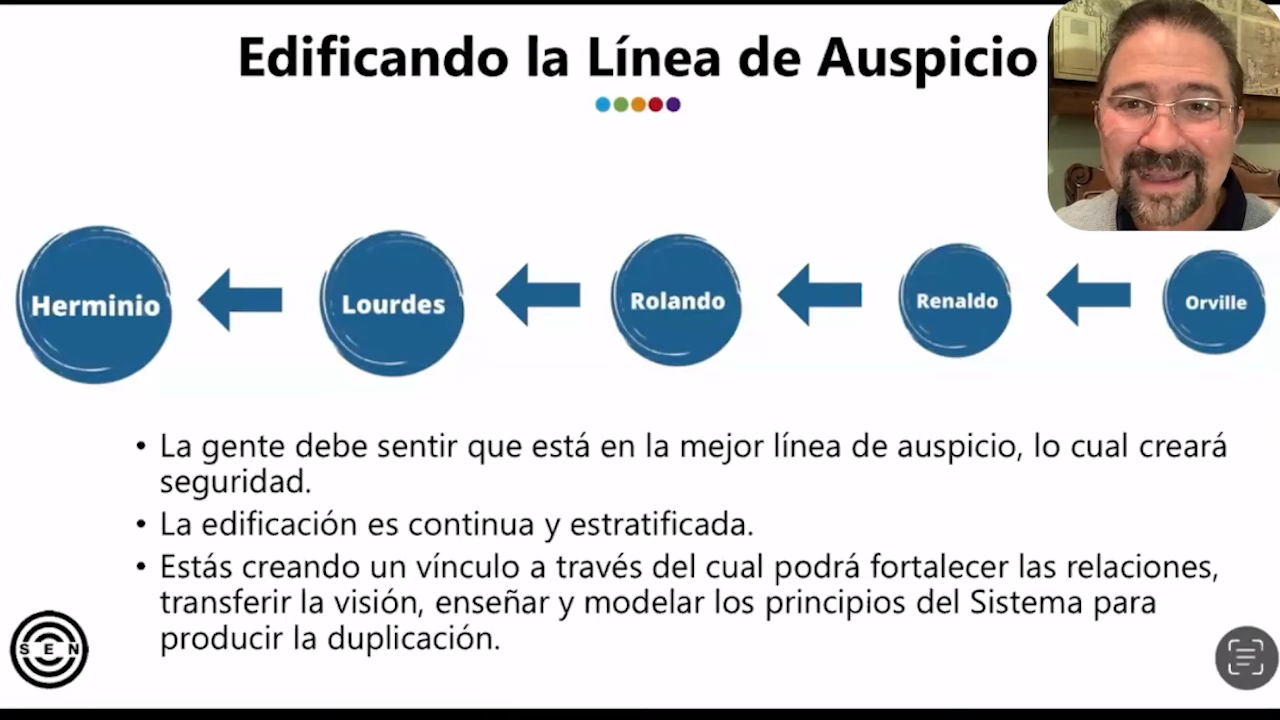 Edificando la Línea de Auspicio
Herminio
Lourdes
Rolando
Renaldo
Orville
• La gente debe sentir que está en la mejor línea de auspicio, lo cual creará
seguridad.
• La edificación es continua y estratificada.
• Estás creando un vínculo a través del cual podrá fortalecer las relaciones,
transferir la visión, enseñar y modelar los principios del Sistema para
producir la duplicación.
SEN